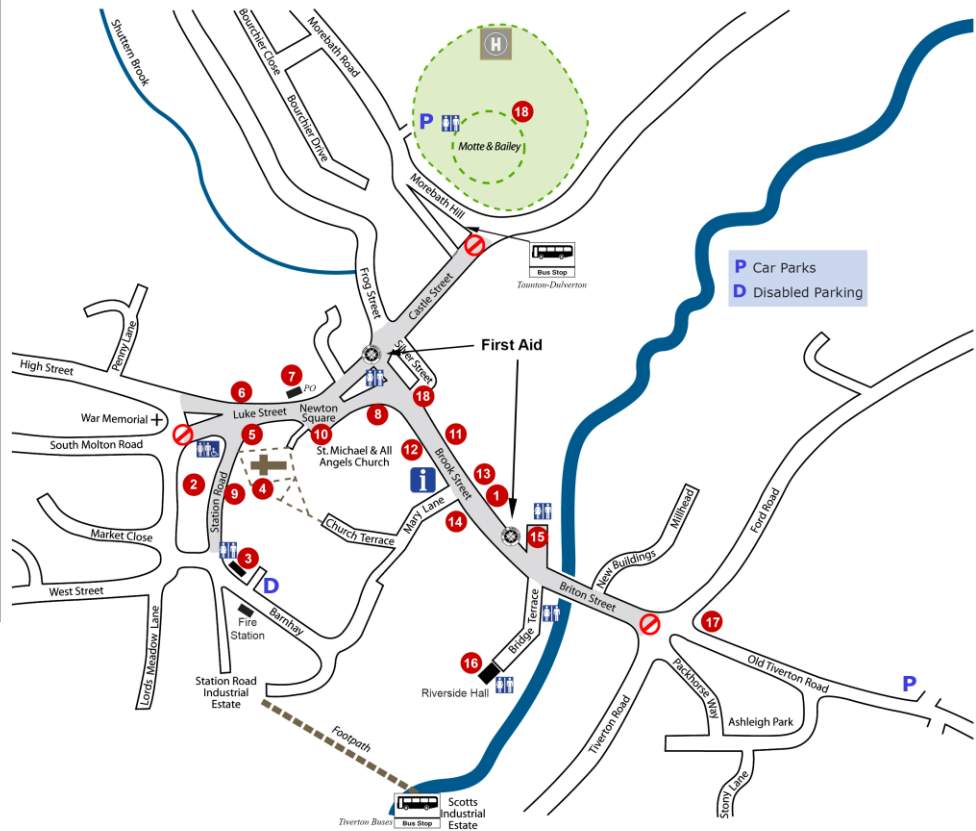 Shuttern Brook
Bourchier Close
Morebath Road
Bourchier Drive
H
18
P
Motte & Bailey
Morebath Hill
Bus Stop
Taunton-Dulverton
P Car Parks
D Disabled Parking
Frog Street
Castle Street
Penny Lane
First Aid
Silver Street
High Street
7
PO
6
18
War Memorial
Luke Street
Newton
Square
8
South Molton Road
5
10
St. Michael & All
Angels Church
11
12
Brook Street
i
13
2
9
4
1
Station Road
Mary Lane
14
Church Terrace
15
Market Close
Millhead
Ford Road
3
D
New Buildings
West Street
Briton Street
Fire
Station
Barnhay
Bridge Terrace
17
Lords Meadow Lane
16
Old Tiverton Road
Station Road
Industrial
Estate
Riverside Hall
Packhorse Way
P
Tiverton Road
Ashleigh Park
Footpath
Stony Lane
Tiverton Buses
Bus Stop
Scotts
Industrial
Estate